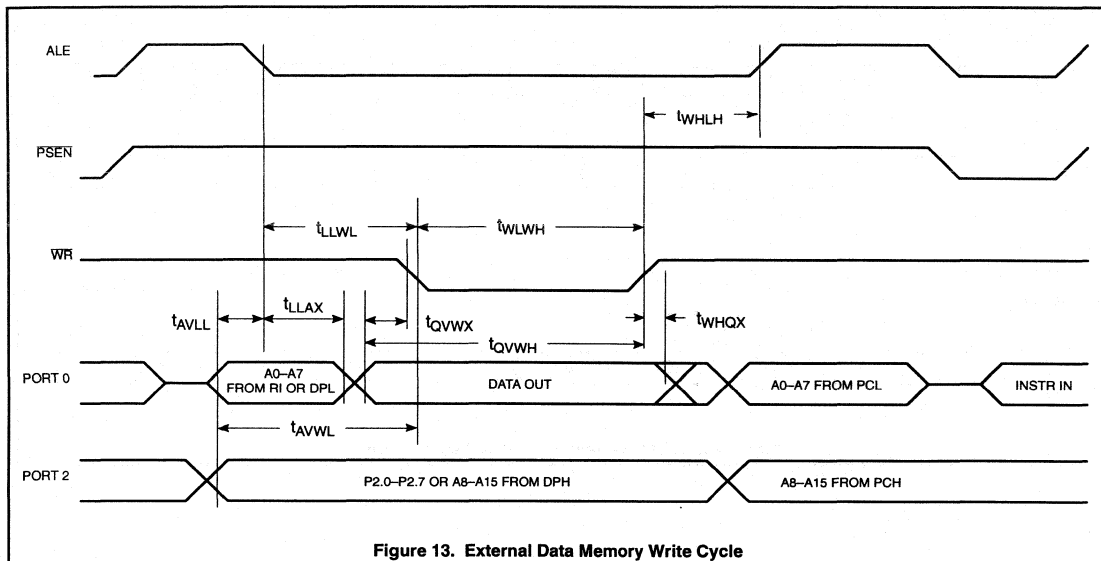 ALE
tWHLH
PSEN
tLLWL
tWLWH
WR
tAVLL
tLLAX
tQVWX
tWHQX
tQVWH
PORT 0
A0–A7
FROM RI OR DPL
DATA OUT
A0–A7 FROM PCL
INSTR IN
tAVWL
PORT 2
P2.0–P2.7 OR A8–A15 FROM DPH
A8–A15 FROM PCH
Figure 13. External Data Memory Write Cycle